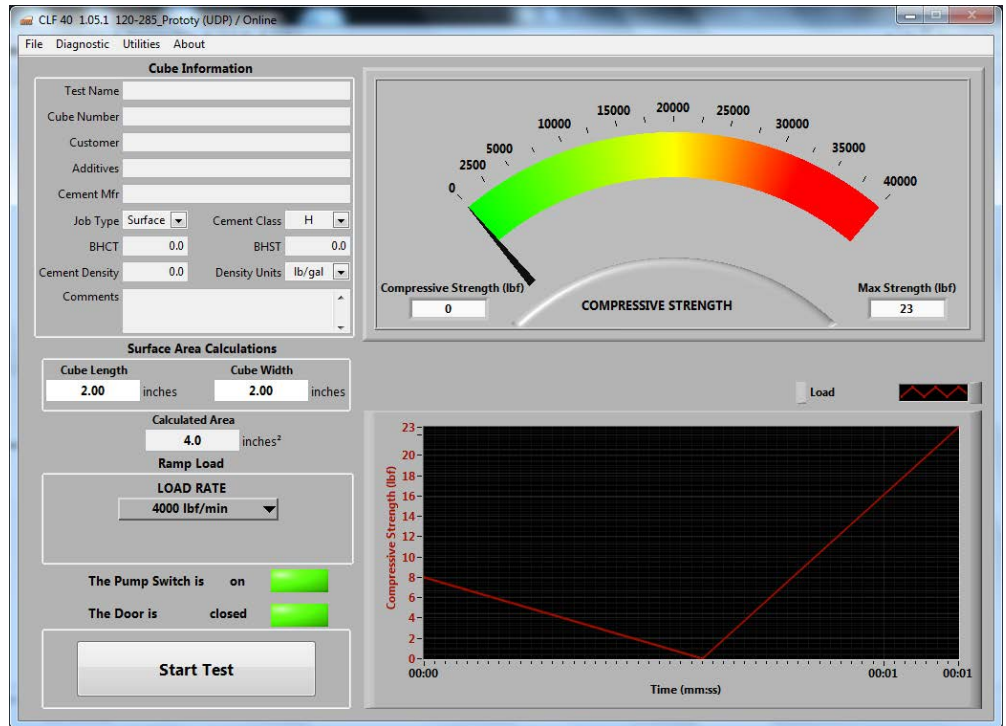 CLF 40 1.05.1 120-285_Prototy (UDP) / Online
File Diagnostic Utilities About
Cube Information
Test Name
Cube Number
Customer
Additives
Cement Mfr
Job Type Surface Cement Class H
BHCT 0.0 BHST 0.0
Cement Density 0.0 Density Units lb/gal
Comments
Surface Area Calculations
Cube Length Cube Width
2.00 inches 2.00 inches
Calculated Area
4.0 inches²
Ramp Load
LOAD RATE
4000 lbf/min
The Pump Switch is on
The Door is closed
Start Test
0 2500 5000 10000 15000 20000 25000 30000 35000 40000
Compressive Strength (lbf)
0
COMPRESSIVE STRENGTH
Max Strength (lbf)
23
Load
Compressive Strength (lbf)
23
20
18
16
14
12
10
8
6
4
2
0
00:00 00:01 00:01
Time (mm:ss)